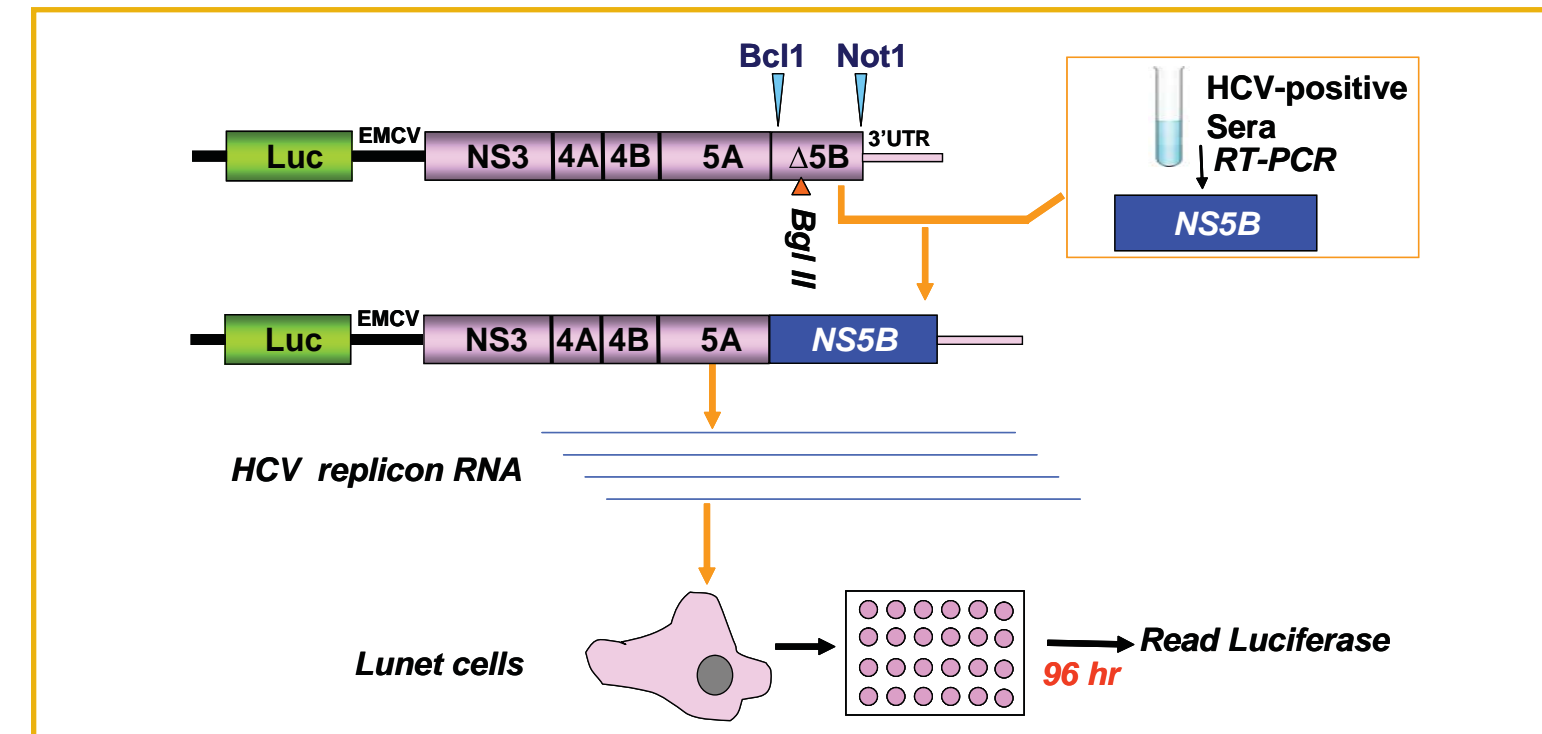 Bcl1 Not1
HCV-positive
Sera
RT-PCR
NS5B
Luc EMCV NS3 4A 4B 5A Δ5B 3’UTR
Bgl II
Luc EMCV NS3 4A 4B 5A NS5B
HCV replicon RNA
Lunet cells
Read Luciferase
96 hr